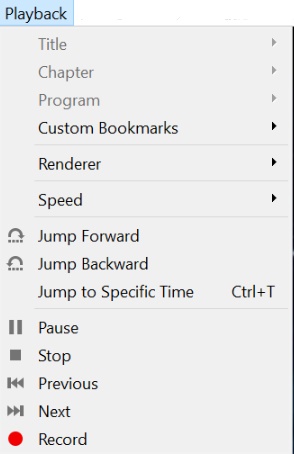 Playback
Title
Chapter
Program
Custom Bookmarks
Renderer
Speed
Jump Forward
Jump Backward
Jump to Specific Time Ctrl+T
Pause
Stop
Previous
Next
Record